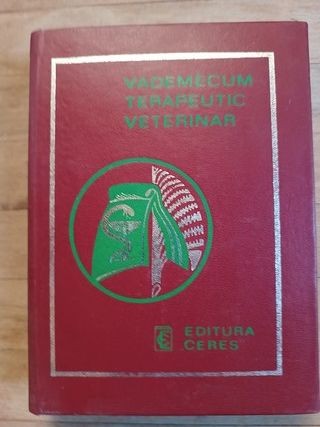 VADEMECUM
TERAPEUTIC
VETERINAR
EDITURA
„CERES”